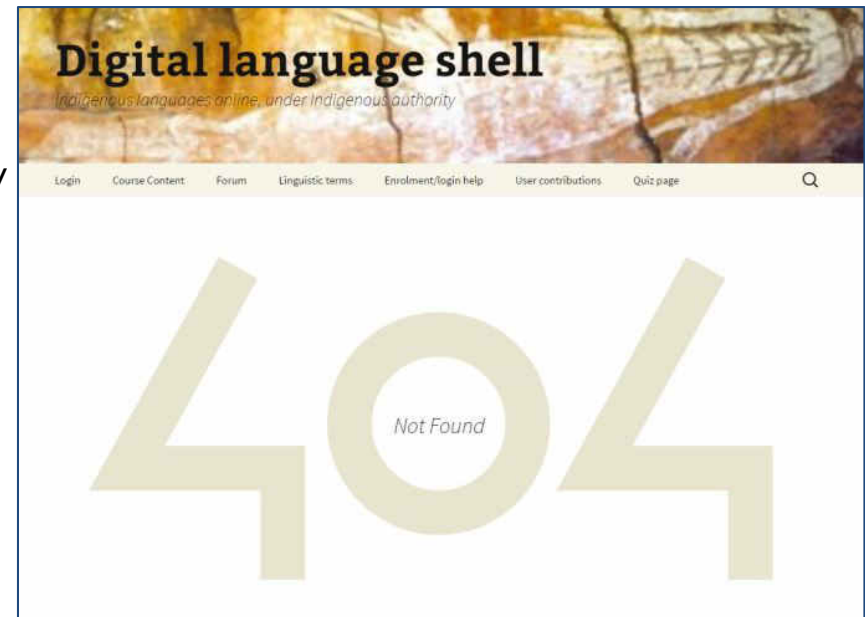 Digital language shell
Indigenous languages online, under Indigenous authority
y
Login Course Content Forum Linguistic terms Enrolment/login help User contributions Quiz page
404
Not Found